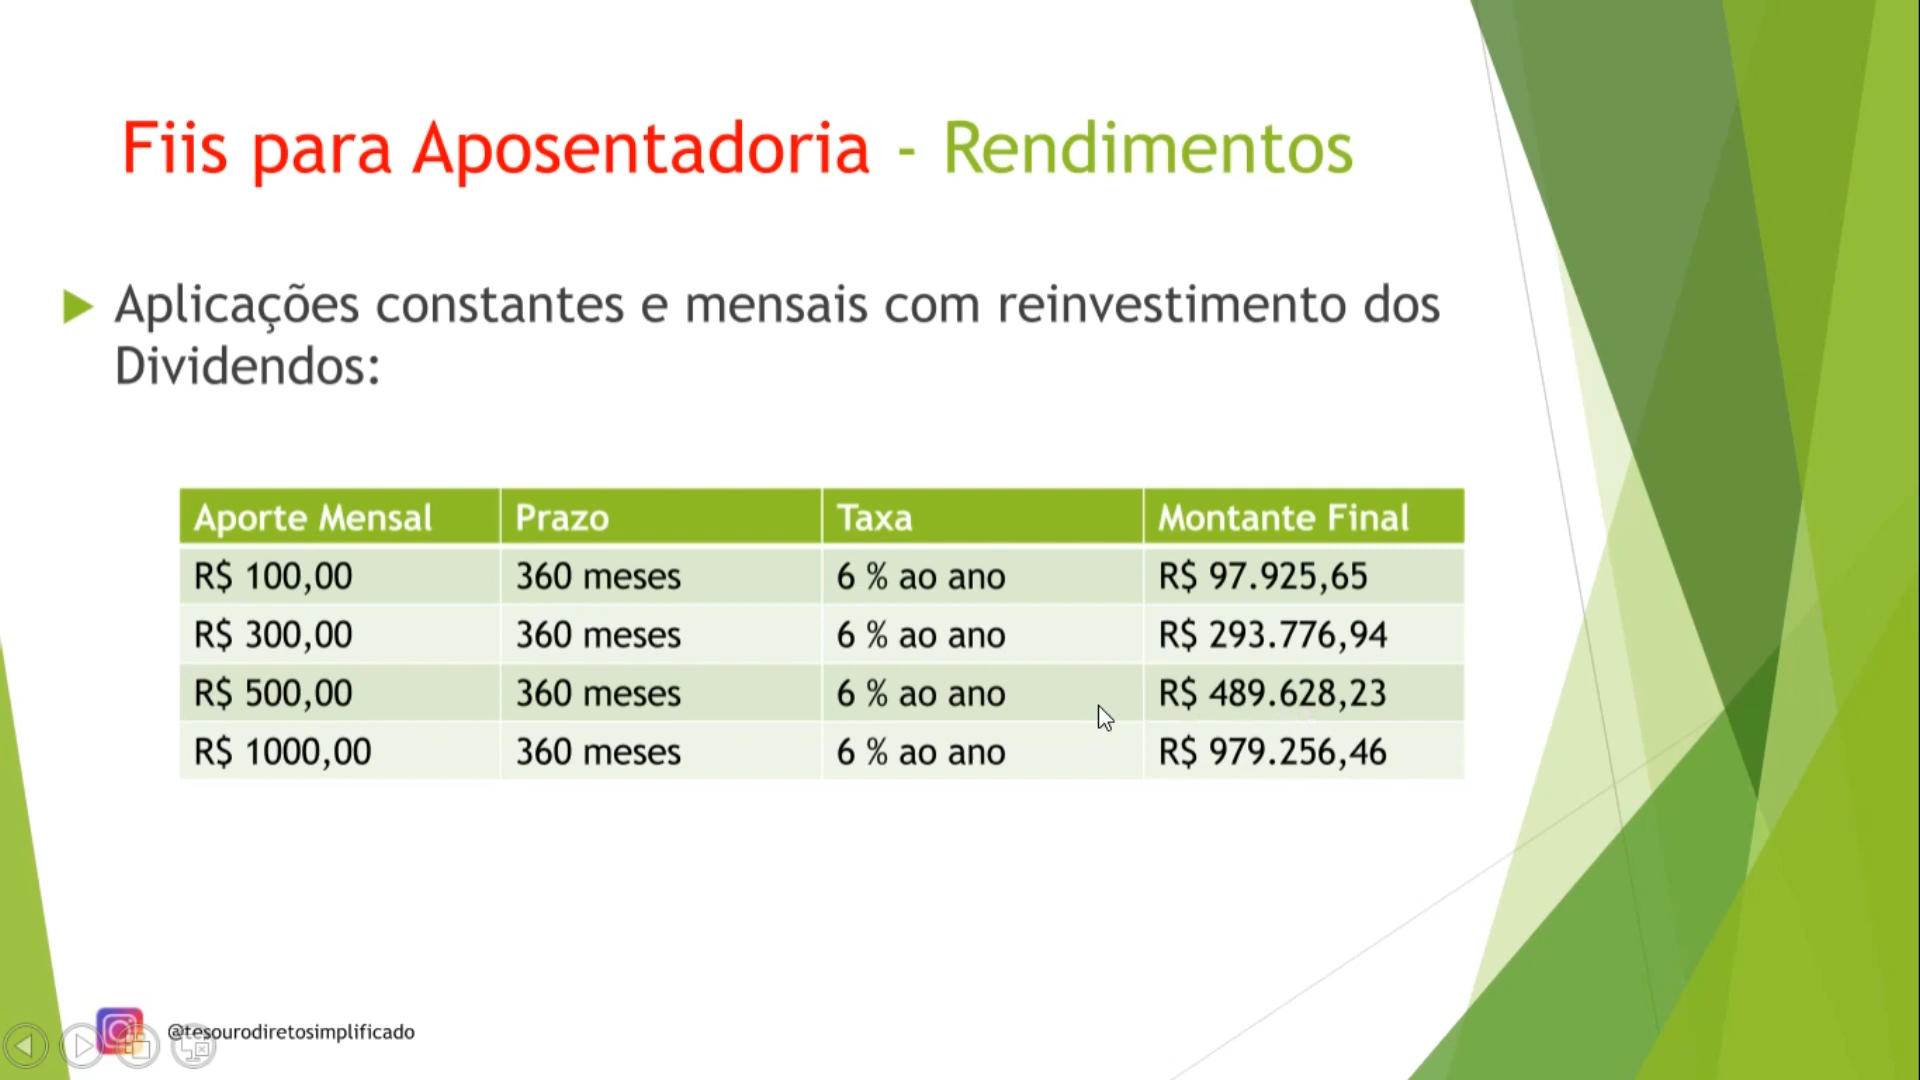 Fiis para Aposentadoria - Rendimentos
Aplicações constantes e mensais com reinvestimento dos
Dividendos:
Aporte Mensal Prazo Taxa Montante Final
R$ 100,00 360 meses 6 % ao ano R$ 97.925,65
R$ 300,00 360 meses 6 % ao ano R$ 293.776,94
R$ 500,00 360 meses 6 % ao ano R$ 489.628,23
R$ 1000,00 360 meses 6 % ao ano R$ 979.256,46
@tesourodiretosimplificado